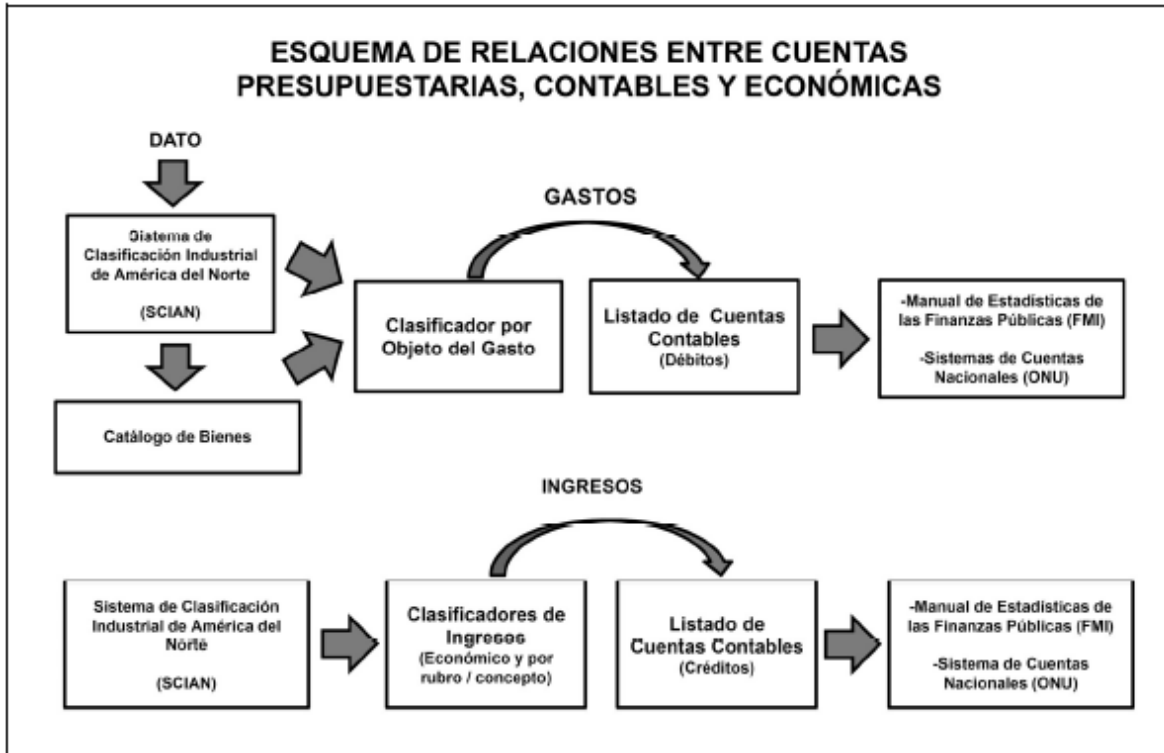 ESQUEMA DE RELACIONES ENTRE CUENTAS
PRESUPUESTARIAS, CONTABLES Y ECONÓMICAS
DATO
GASTOS
Sistema de
Clasificación Industrial
de América del Norte
(SCIAN)
Clasificador por
Objeto del Gasto
Listado de Cuentas
Contables
(Débitos)
-Manual de Estadísticas de
las Finanzas Públicas (FMI)
-Sistemas de Cuentas
Nacionales (ONU)
Catálogo de Bienes
INGRESOS
Sistema de Clasificación
Industrial de América del
Norte
(SCIAN)
Clasificadores de
Ingresos
(Económico y por
rubro / concepto)
Listado de
Cuentas Contables
(Créditos)
-Manual de Estadísticas de
las Finanzas Públicas (FMI)
-Sistema de Cuentas
Nacionales (ONU)